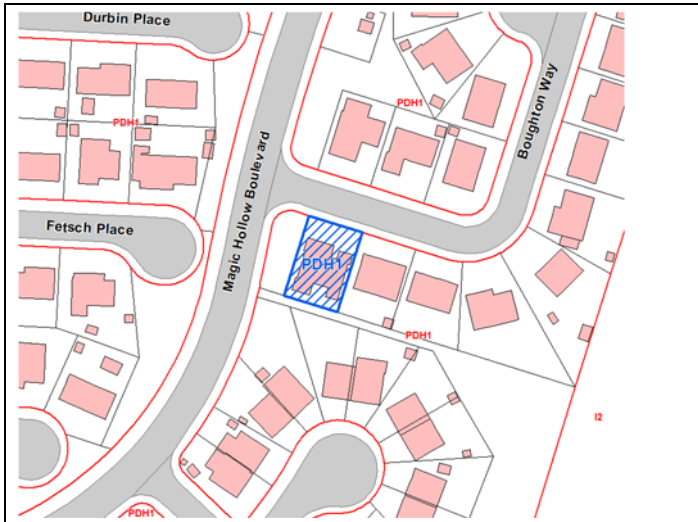 Durbin Place
PDH1
PDH1
Boughton Way
Magic Hollow Boulevard
Fetsch Place
PDH1
PDH1
I2
PDH1